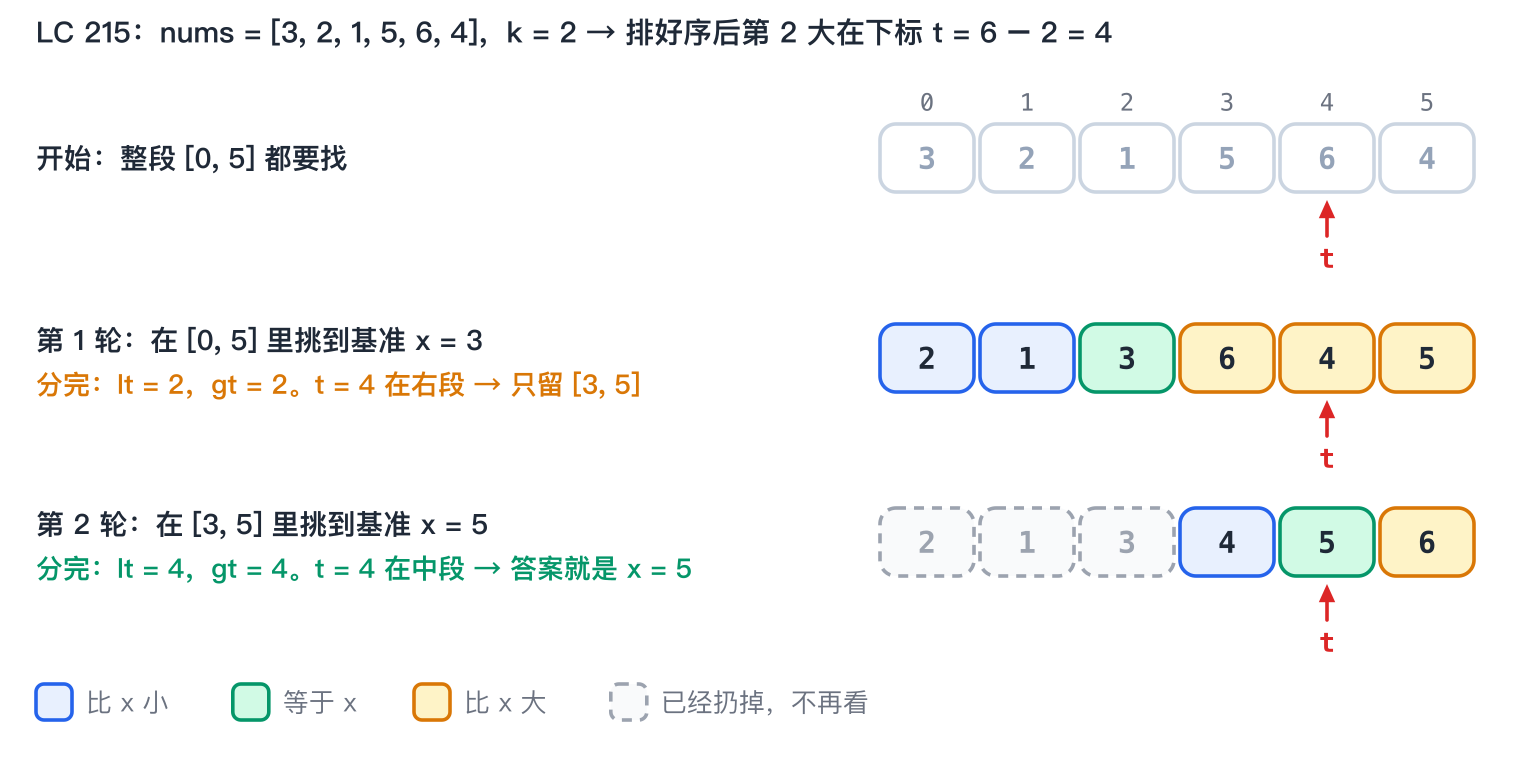 LC 215：nums = [3, 2, 1, 5, 6, 4]，k = 2 → 排好序后第 2 大在下标 t = 6 − 2 = 4
0 1 2 3 4 5
开始：整段 [0, 5] 都要找
3 2 1 5 6 4
t
第 1 轮：在 [0, 5] 里挑到基准 x = 3
分完：lt = 2，gt = 2。t = 4 在右段 → 只留 [3, 5]
2 1 3 6 4 5
t
第 2 轮：在 [3, 5] 里挑到基准 x = 5
分完：lt = 4，gt = 4。t = 4 在中段 → 答案就是 x = 5
2 1 3 4 5 6
t
比 x 小 等于 x 比 x 大 已经扔掉，不再看